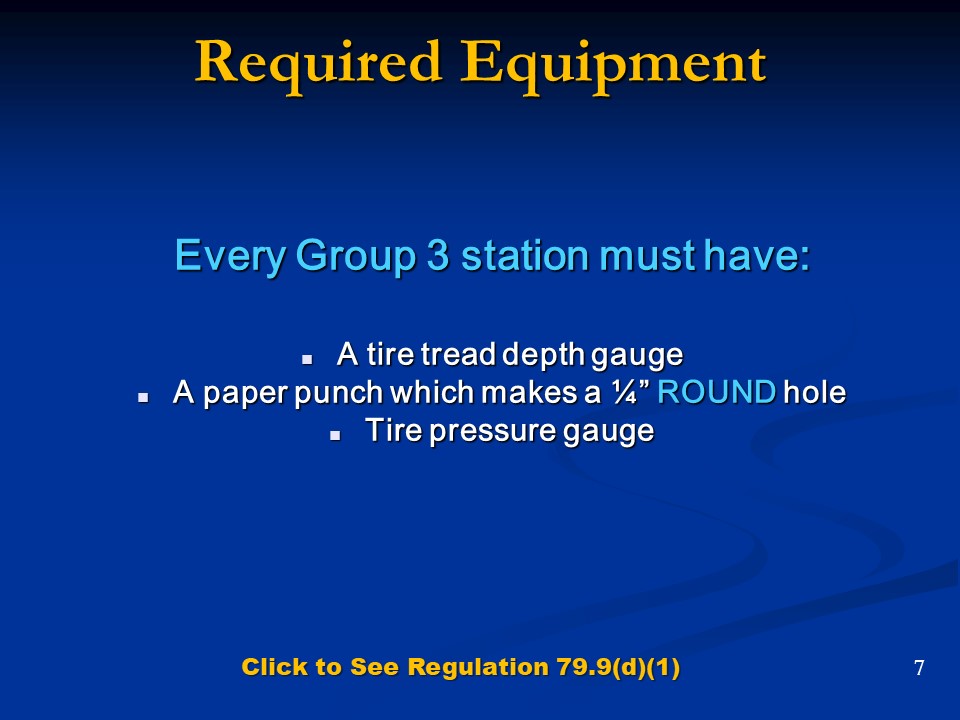 Required Equipment
Every Group 3 station must have:
■ A tire tread depth gauge
■ A paper punch which makes a ¼” ROUND hole
■ Tire pressure gauge
Click to See Regulation 79.9(d)(1)
7